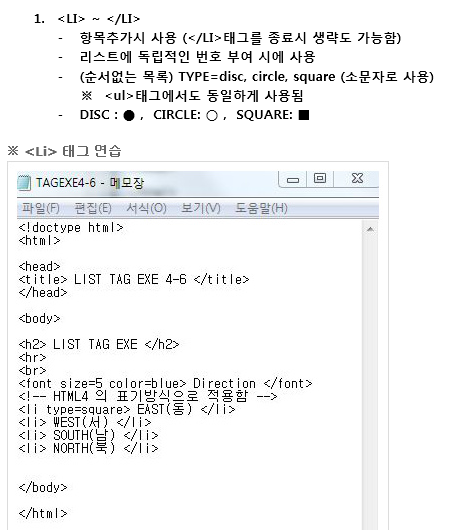 1. <LI> ~ </LI>
- 항목추가시 사용 (</LI>태그를 종료시 생략도 가능함)
- 리스트에 독립적인 번호 부여 시에 사용
- (순서없는 목록) TYPE=disc, circle, square (소문자로 사용)
※ <ul>태그에서도 동일하게 사용됨
- DISC : ● , CIRCLE: ○ , SQUARE: ■
※ <Li> 태그 연습
TAGEXE4-6 - 메모장
파일(F) 편집(E) 서식(O) 보기(V) 도움말(H)
<!doctype html>
<html>
<head>
<title> LIST TAG EXE 4-6 </title>
</head>
<body>
<h2> LIST TAG EXE </h2>
<hr>
<br>
<font size=5 color=blue> Direction </font>
<!-- HTML4 의 표기방식으로 적용함 -->
<li type=square> EAST(동) </li>
<li> WEST(서) </li>
<li> SOUTH(남) </li>
<li> NORTH(북) </li>
</body>
</html>